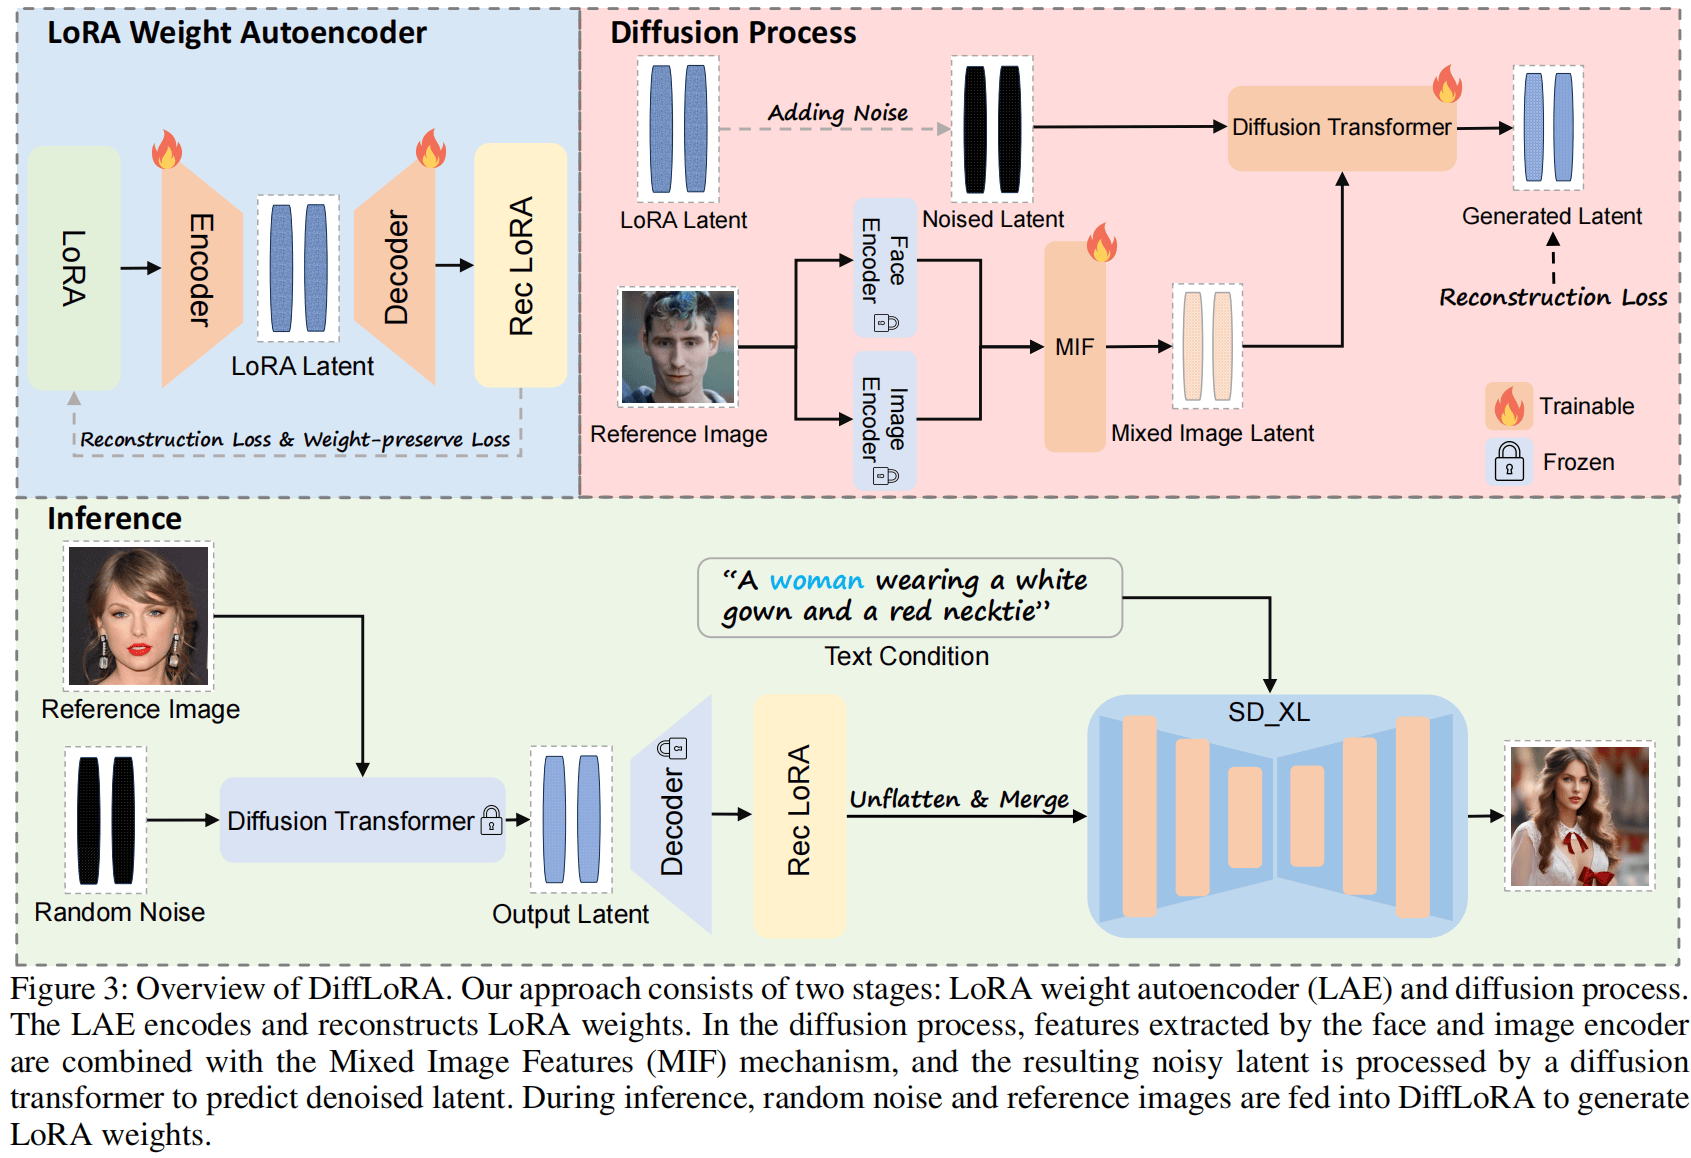 LoRA Weight Autoencoder
LoRA
Encoder
LoRA Latent
Decoder
Rec LoRA
Reconstruction Loss & Weight-preserve Loss
Diffusion Process
LoRA Latent
Adding Noise
Noised Latent
Diffusion Transformer
Generated Latent
Reconstruction Loss
Reference Image
Face
Encoder
Image
Encoder
MIF
Mixed Image Latent
Trainable
Frozen
Inference
Reference Image
Random Noise
Diffusion Transformer
Output Latent
Decoder
Rec LoRA
Unflatten & Merge
“A woman wearing a white
gown and a red necktie”
Text Condition
SD_XL
Figure 3: Overview of DiffLoRA. Our approach consists of two stages: LoRA weight autoencoder (LAE) and diffusion process.
The LAE encodes and reconstructs LoRA weights. In the diffusion process, features extracted by the face and image encoder
are combined with the Mixed Image Features (MIF) mechanism, and the resulting noisy latent is processed by a diffusion
transformer to predict denoised latent. During inference, random noise and reference images are fed into DiffLoRA to generate
LoRA weights.